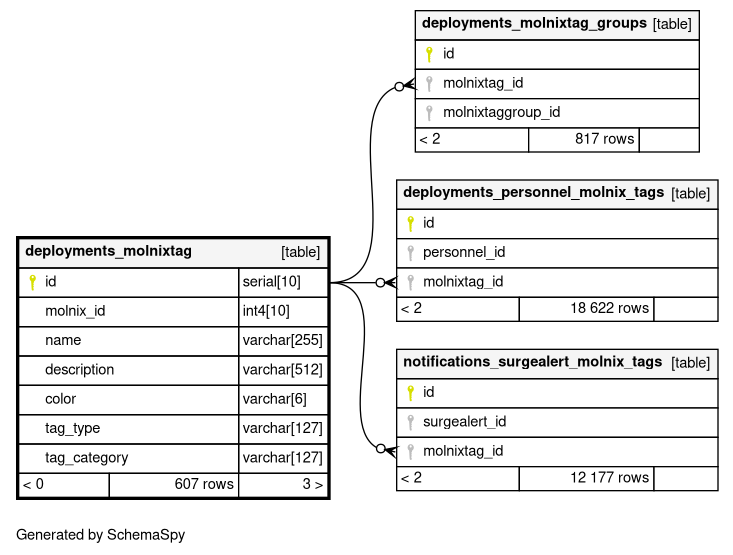 deployments_molnixtag_groups [table]
id
molnixtag_id
molnixtaggroup_id
< 2 817 rows
deployments_personnel_molnix_tags [table]
id
personnel_id
molnixtag_id
< 2 18 622 rows
deployments_molnixtag [table]
id serial[10]
molnix_id int4[10]
name varchar[255]
description varchar[512]
color varchar[6]
tag_type varchar[127]
tag_category varchar[127]
< 0 607 rows 3 >
notifications_surgealert_molnix_tags [table]
id
surgealert_id
molnixtag_id
< 2 12 177 rows
Generated by SchemaSpy